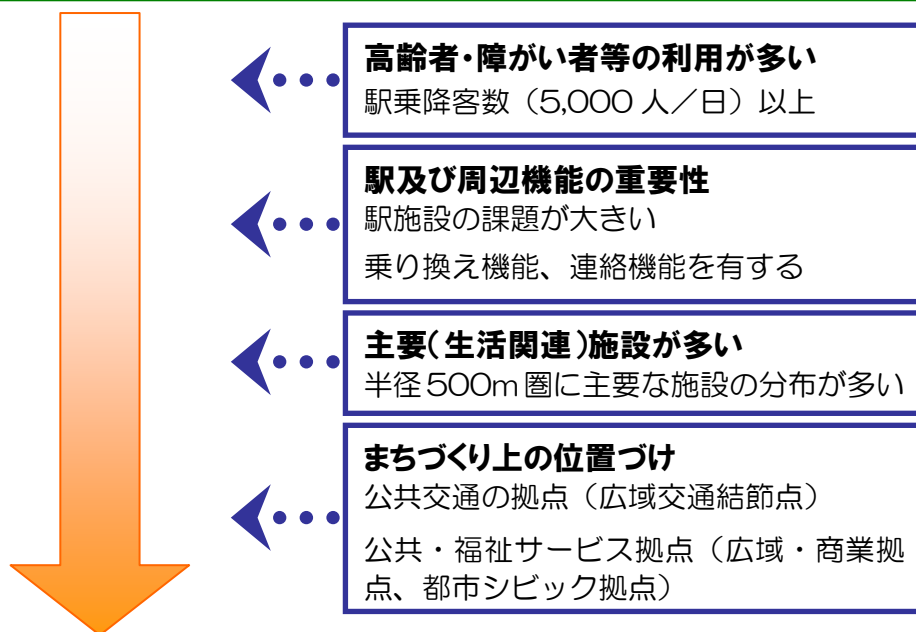 高齢者・障がい者等の利用が多い
駅乗降客数（5,000 人／日）以上
駅及び周辺機能の重要性
駅施設の課題が大きい
乗り換え機能、連絡機能を有する
主要（生活関連）施設が多い
半径500m 圏に主要な施設の分布が多い
まちづくり上の位置づけ
公共交通の拠点（広域交通結節点）
公共・福祉サービス拠点（広域・商業拠
点、都市シビック拠点）